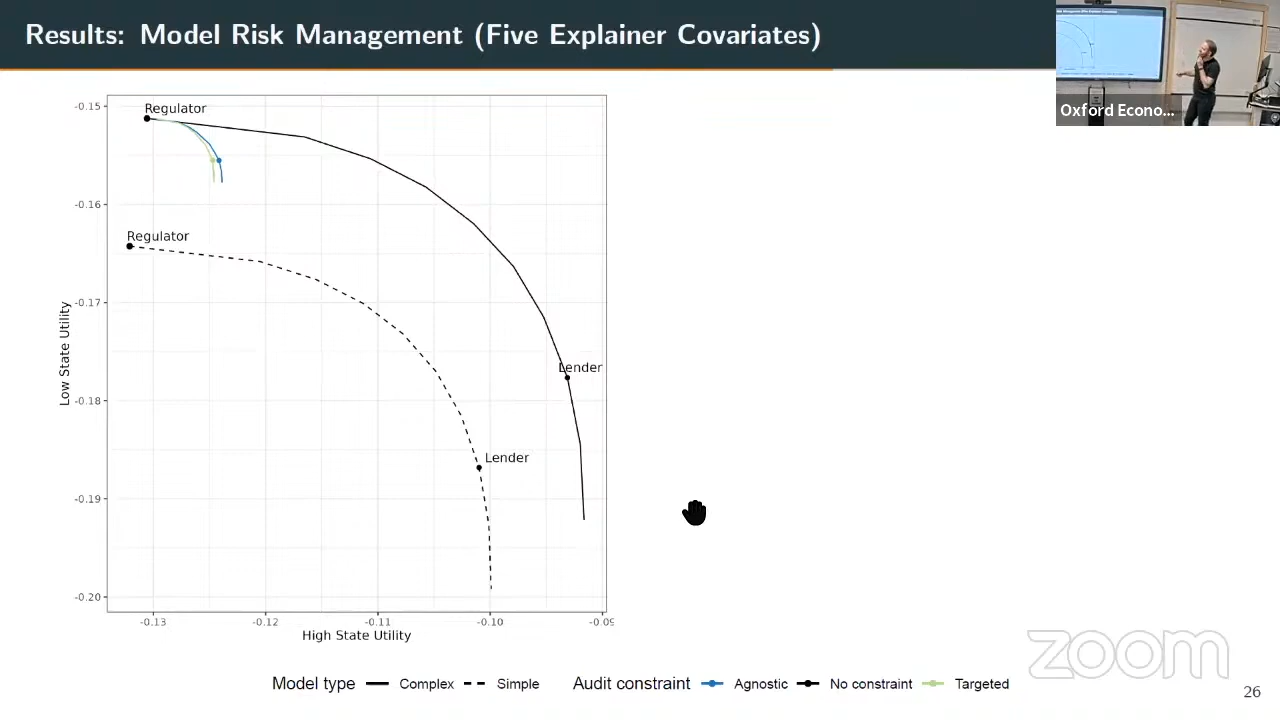 Results: Model Risk Management (Five Explainer Covariates)
Oxford Econo...
-0.15
-0.16
-0.17
-0.18
-0.19
-0.20
Low State Utility
Regulator
Regulator
Lender
Lender
-0.13
-0.12
-0.11
-0.10
-0.09
High State Utility
Model type Complex Simple Audit constraint Agnostic No constraint Targeted
zoom
26